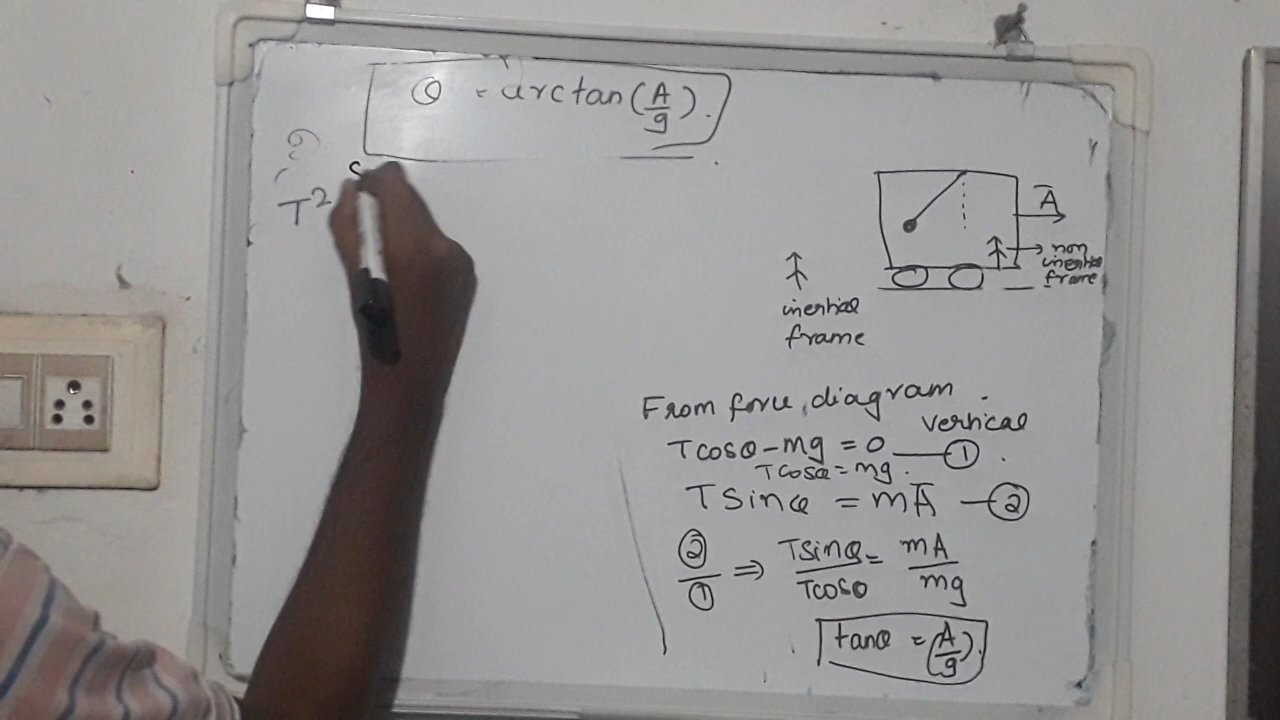 θ = arctan(A/g).
T² s
A
non
inertial
frame
inertial
frame
From force diagram
vertical
Tcosθ - mg = 0 — ①
Tcosθ = mg.
Tsinθ = mA̅ — ②
②/① ⇒ Tsinθ/Tcosθ = mA/mg
tanθ = (A/g).